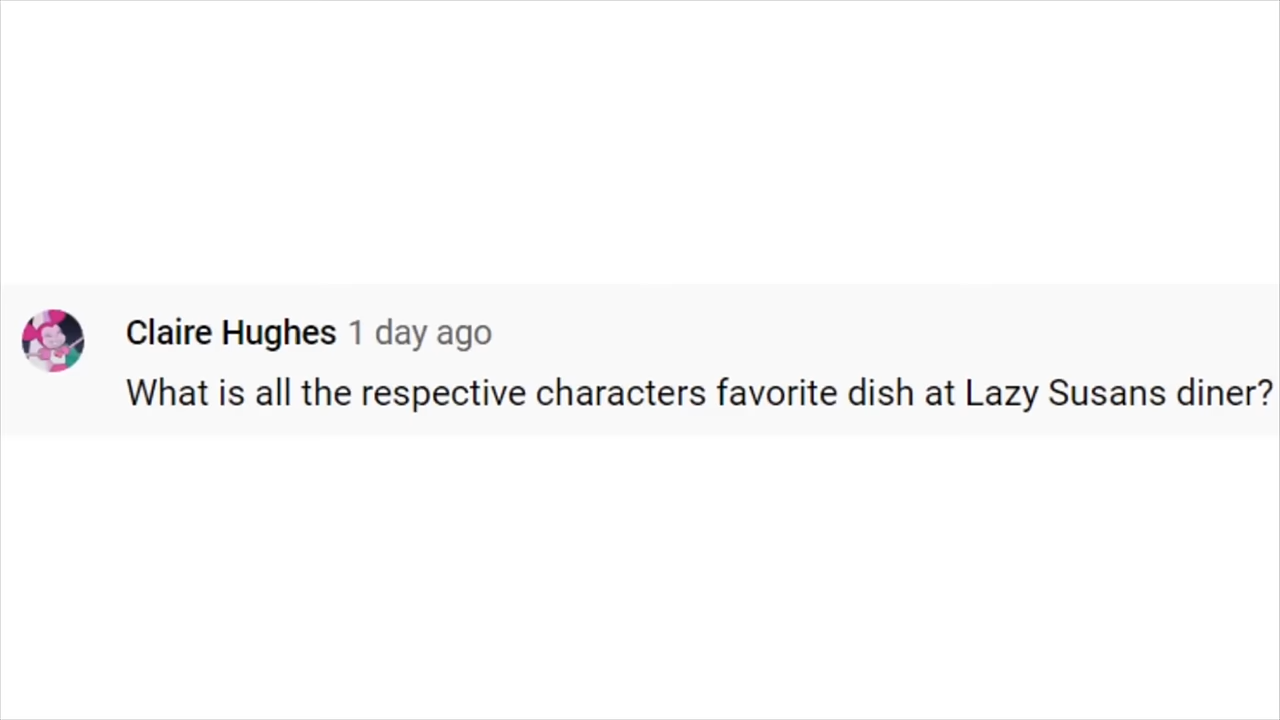 Claire Hughes 1 day ago
What is all the respective characters favorite dish at Lazy Susans diner?